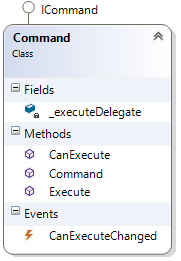 ICommand
Command
Class
Fields
_executeDelegate
Methods
CanExecute
Command
Execute
Events
CanExecuteChanged